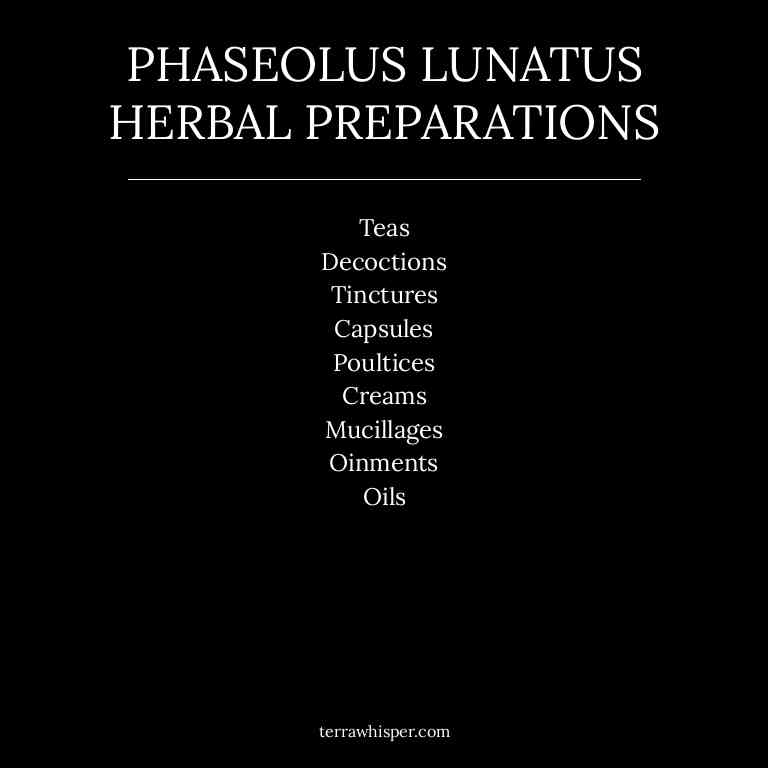 PHASEOLUS LUNATUS
HERBAL PREPARATIONS
Teas
Decoctions
Tinctures
Capsules
Poultices
Creams
Mucillages
Oinments
Oils
terrawhisper.com